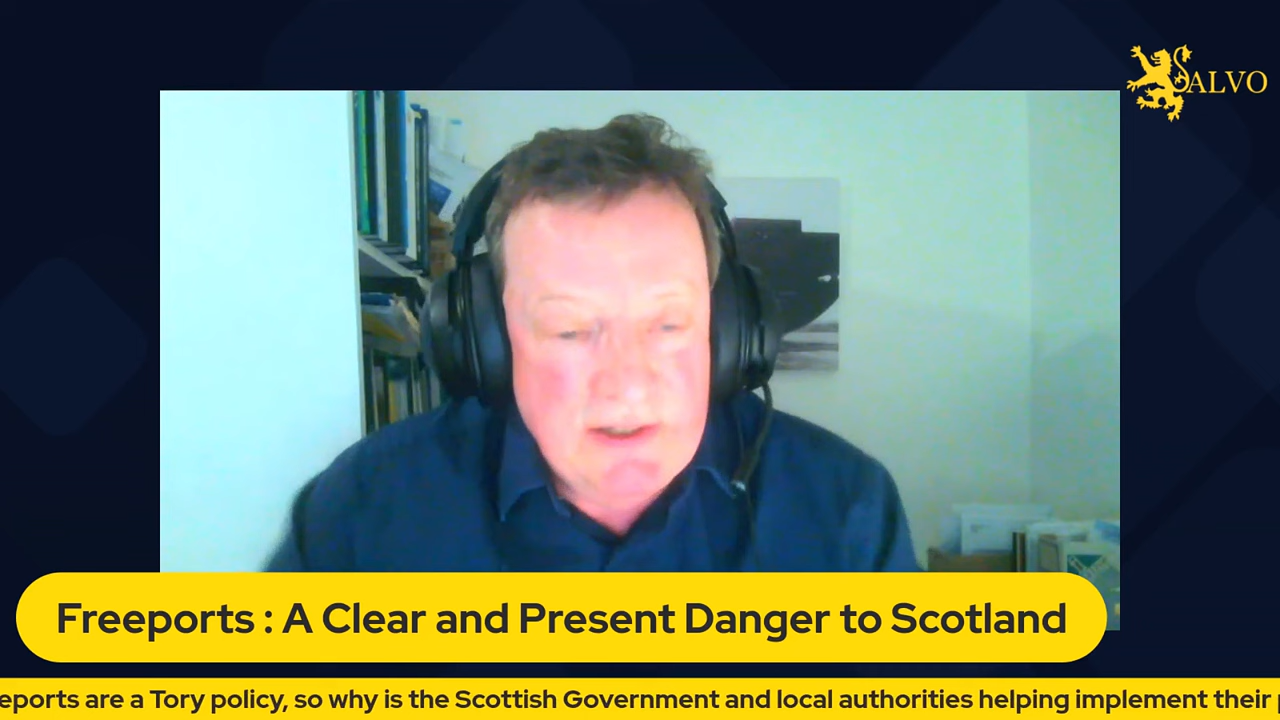 SALVO
Freeports : A Clear and Present Danger to Scotland
eports are a Tory policy, so why is the Scottish Government and local authorities helping implement their